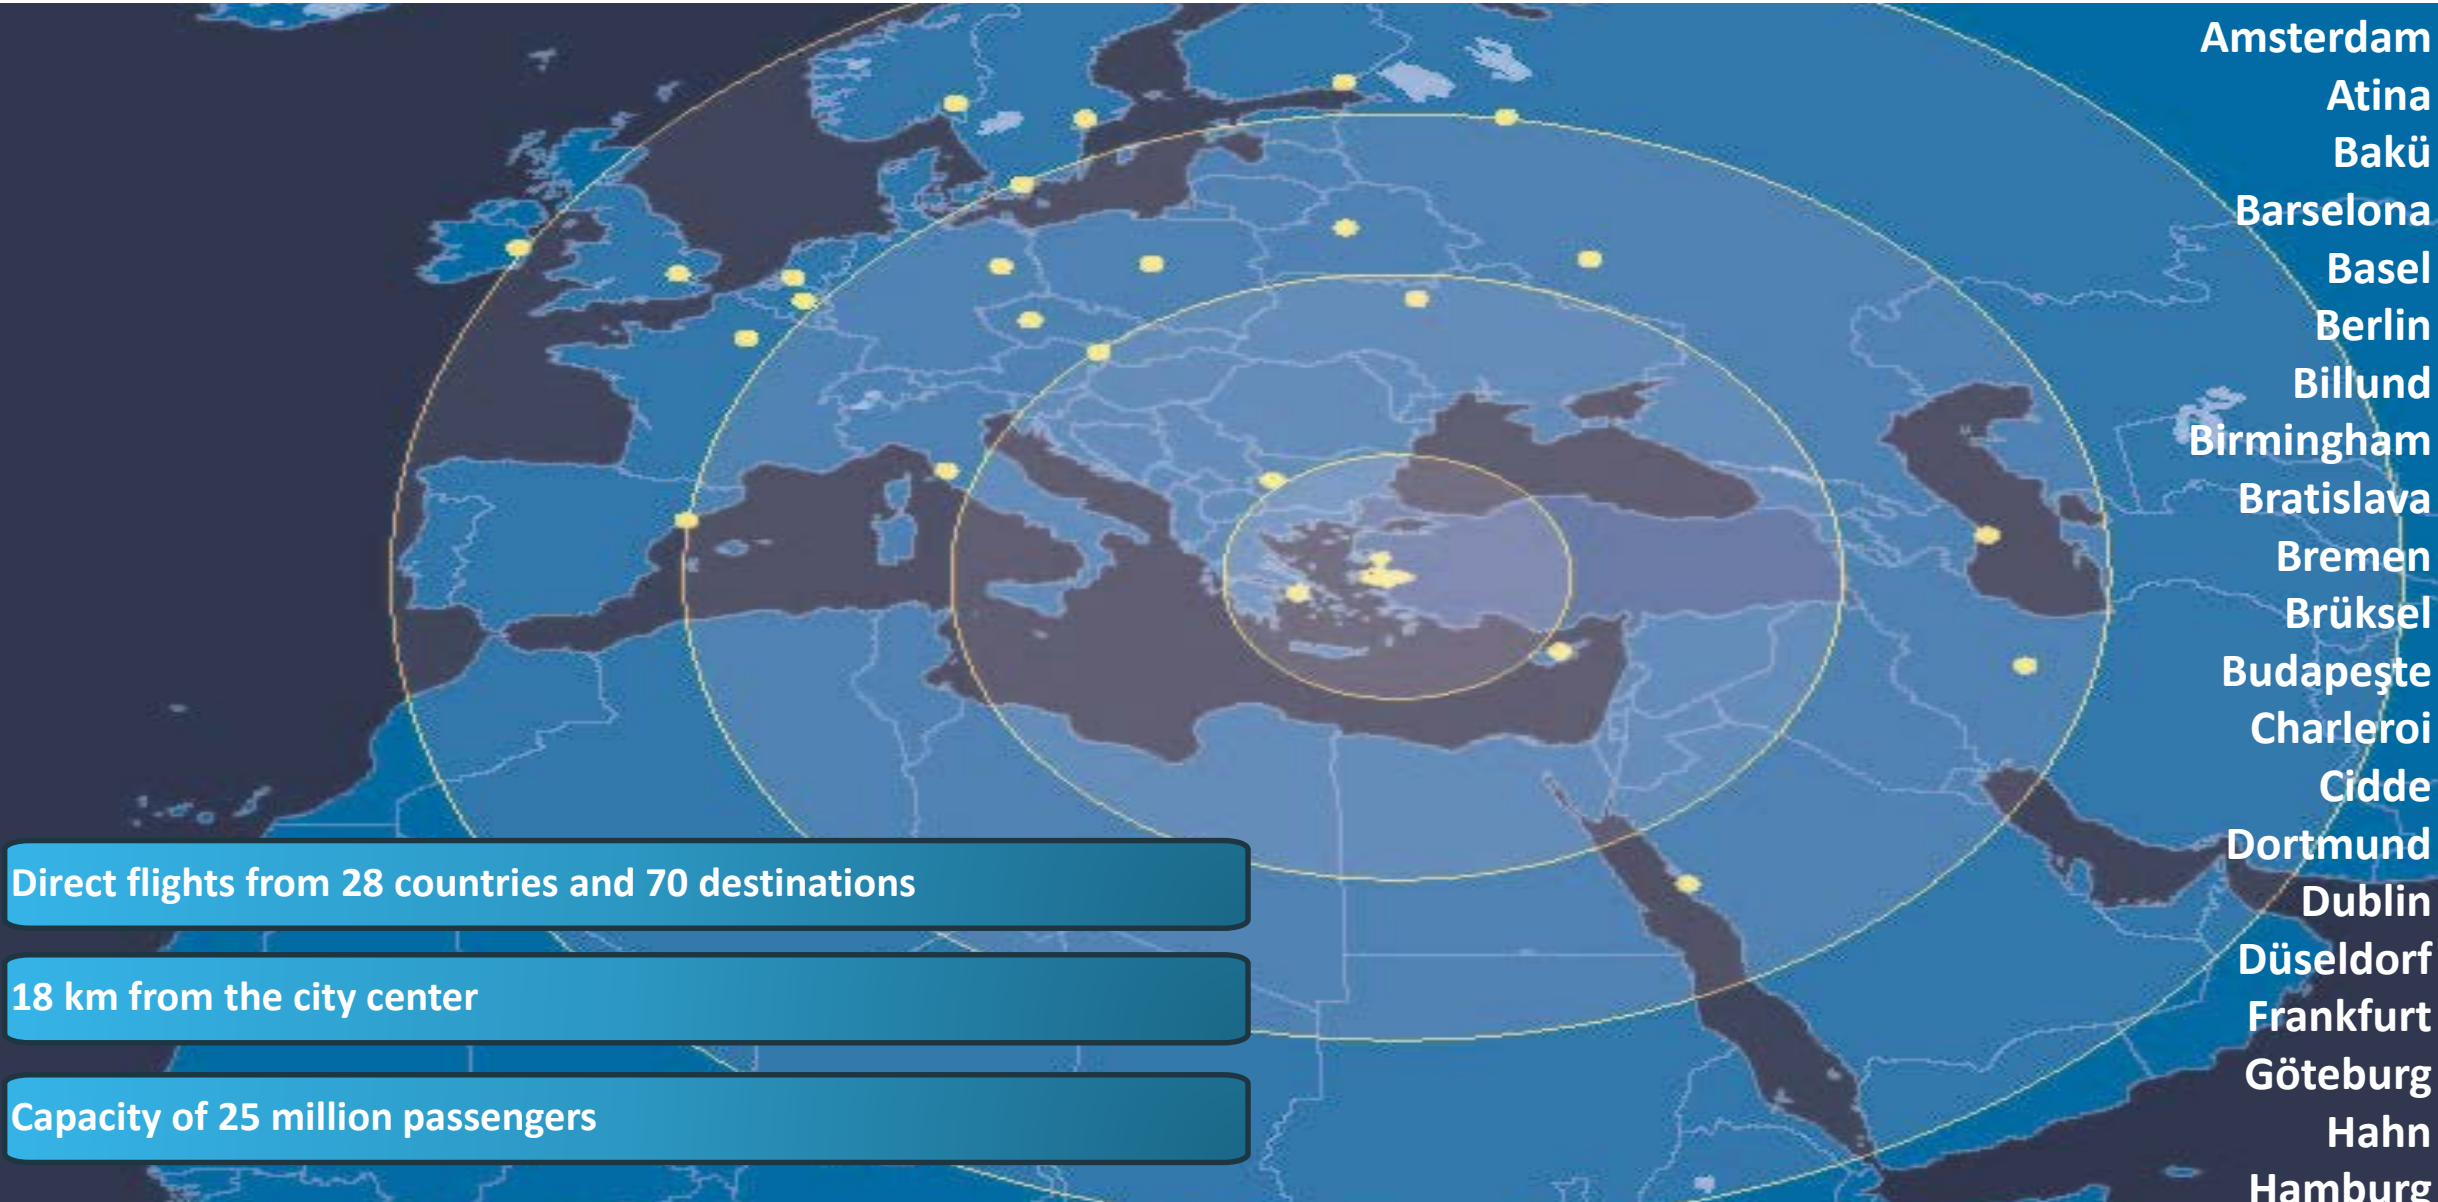 Amsterdam
Atina
Bakü
Barselona
Basel
Berlin
Billund
Birmingham
Bratislava
Bremen
Brüksel
Budapeşte
Charleroi
Cidde
Dortmund
Dublin
Düseldorf
Frankfurt
Göteburg
Hahn
Hamburg
Direct flights from 28 countries and 70 destinations
18 km from the city center
Capacity of 25 million passengers